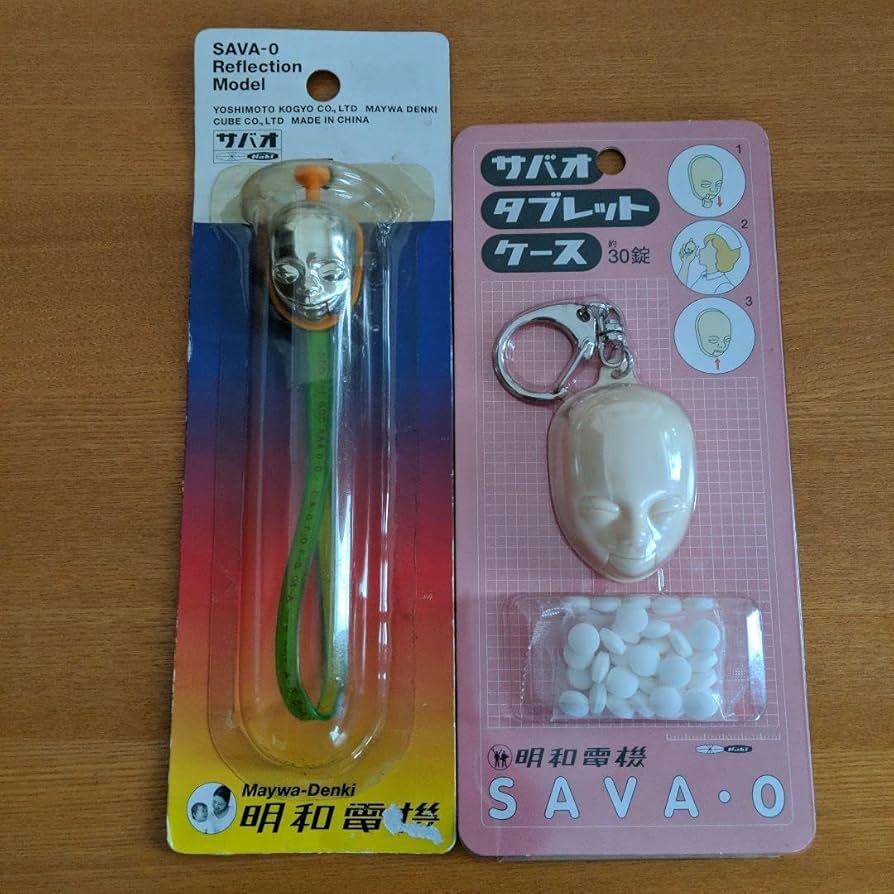 SAVA-O
Reflection
Model
YOSHIMOTO KOGYO CO., LTD MAYWA DENKI
CUBE CO., LTD MADE IN CHINA
サバオ
Naki
Maywa-Denki
明和電機
サバオ
タブレット
ケース 約30錠
1
2
3
Naki
明和電機
SAVA・O